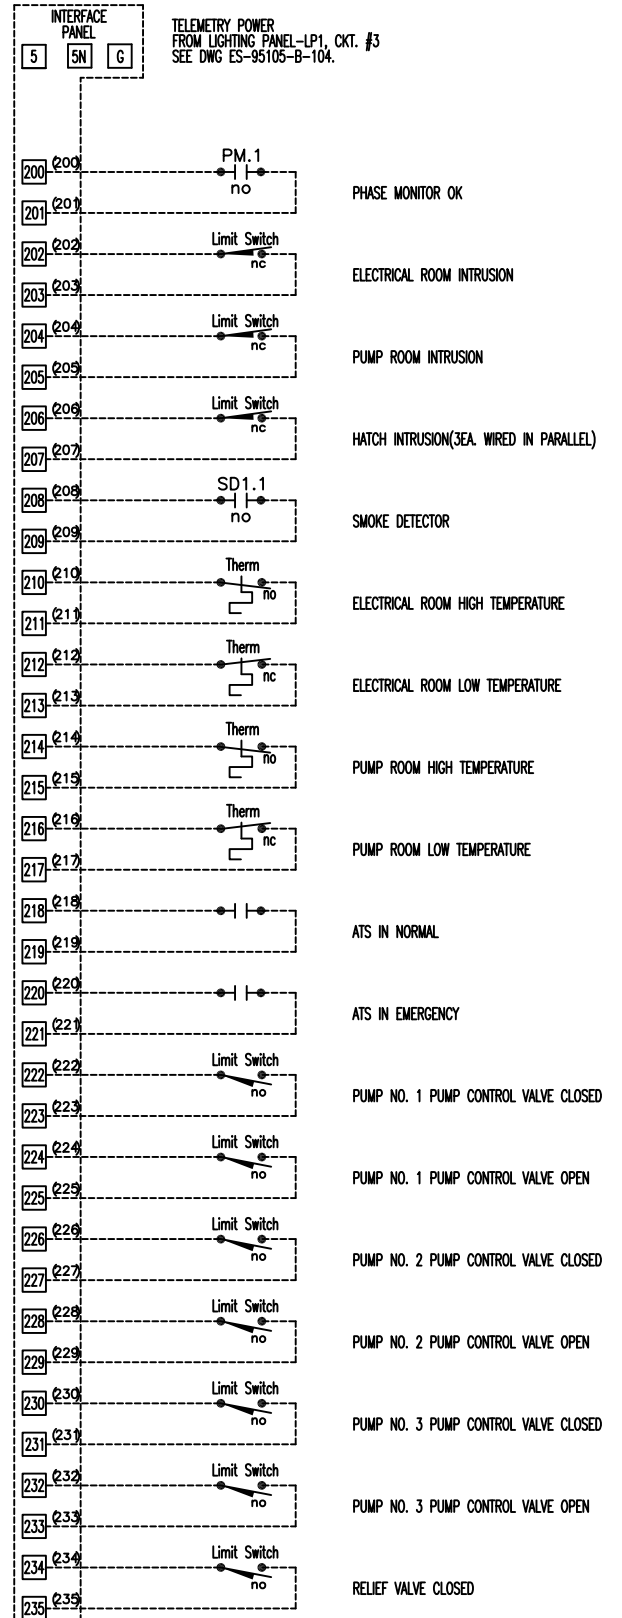 INTERFACE
PANEL
5 5N G
TELEMETRY POWER
FROM LIGHTING PANEL-LP1, CKT. #3
SEE DWG ES-95105-B-104.
200 (200) PM.1
no
PHASE MONITOR OK
201 (201)
202 (202) Limit Switch
nc
ELECTRICAL ROOM INTRUSION
203 (203)
204 (204) Limit Switch
nc
PUMP ROOM INTRUSION
205 (205)
206 (206) Limit Switch
nc
HATCH INTRUSION(3EA. WIRED IN PARALLEL)
207 (207)
208 (208) SD1.1
no
SMOKE DETECTOR
209 (209)
210 (210) Therm
no
ELECTRICAL ROOM HIGH TEMPERATURE
211 (211)
212 (212) Therm
nc
ELECTRICAL ROOM LOW TEMPERATURE
213 (213)
214 (214) Therm
no
PUMP ROOM HIGH TEMPERATURE
215 (215)
216 (216) Therm
nc
PUMP ROOM LOW TEMPERATURE
217 (217)
218 (218)
ATS IN NORMAL
219 (219)
220 (220)
ATS IN EMERGENCY
221 (221)
222 (222) Limit Switch
no
PUMP NO. 1 PUMP CONTROL VALVE CLOSED
223 (223)
224 (224) Limit Switch
no
PUMP NO. 1 PUMP CONTROL VALVE OPEN
225 (225)
226 (226) Limit Switch
no
PUMP NO. 2 PUMP CONTROL VALVE CLOSED
227 (227)
228 (228) Limit Switch
no
PUMP NO. 2 PUMP CONTROL VALVE OPEN
229 (229)
230 (230) Limit Switch
no
PUMP NO. 3 PUMP CONTROL VALVE CLOSED
231 (231)
232 (232) Limit Switch
no
PUMP NO. 3 PUMP CONTROL VALVE OPEN
233 (233)
234 (234) Limit Switch
no
RELIEF VALVE CLOSED
235 (235)